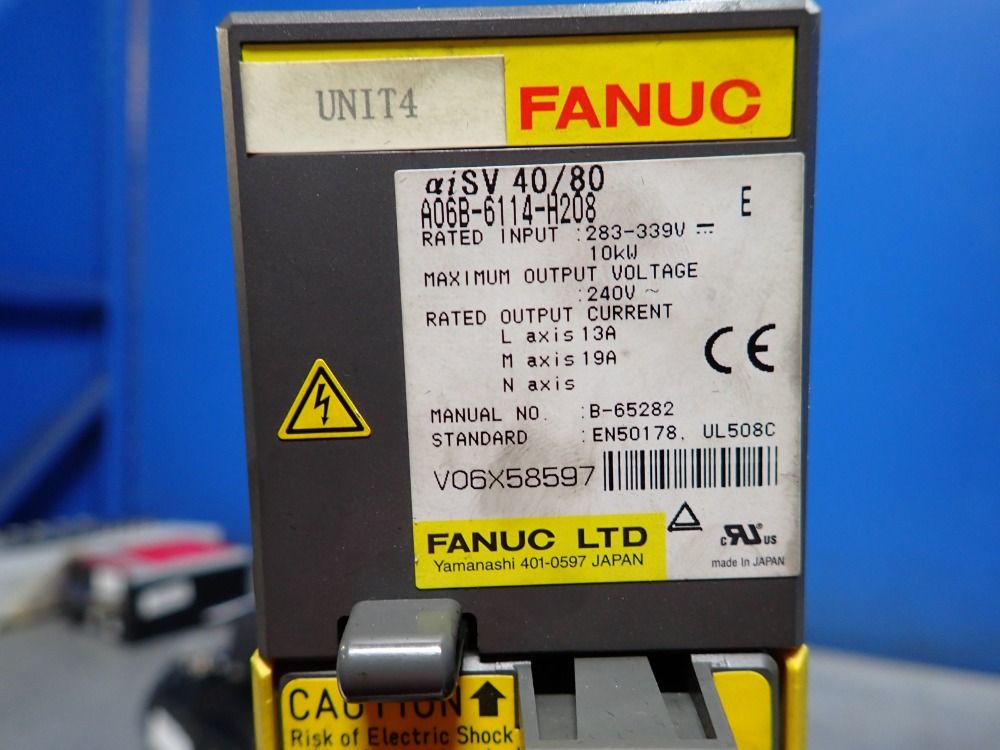 UNIT4
FANUC
αiSV 40/80
A06B-6114-H208
E
RATED INPUT :283-339V
10kW
MAXIMUM OUTPUT VOLTAGE
:240V ~
RATED OUTPUT CURRENT
L axis 13A
M axis 19A
N axis
MANUAL NO. :B-65282
STANDARD :EN50178, UL508C
V06X58597
FANUC LTD
Yamanashi 401-0597 JAPAN
CE
c RU US
made In JAPAN
CAUTION
Risk of Electric Shock